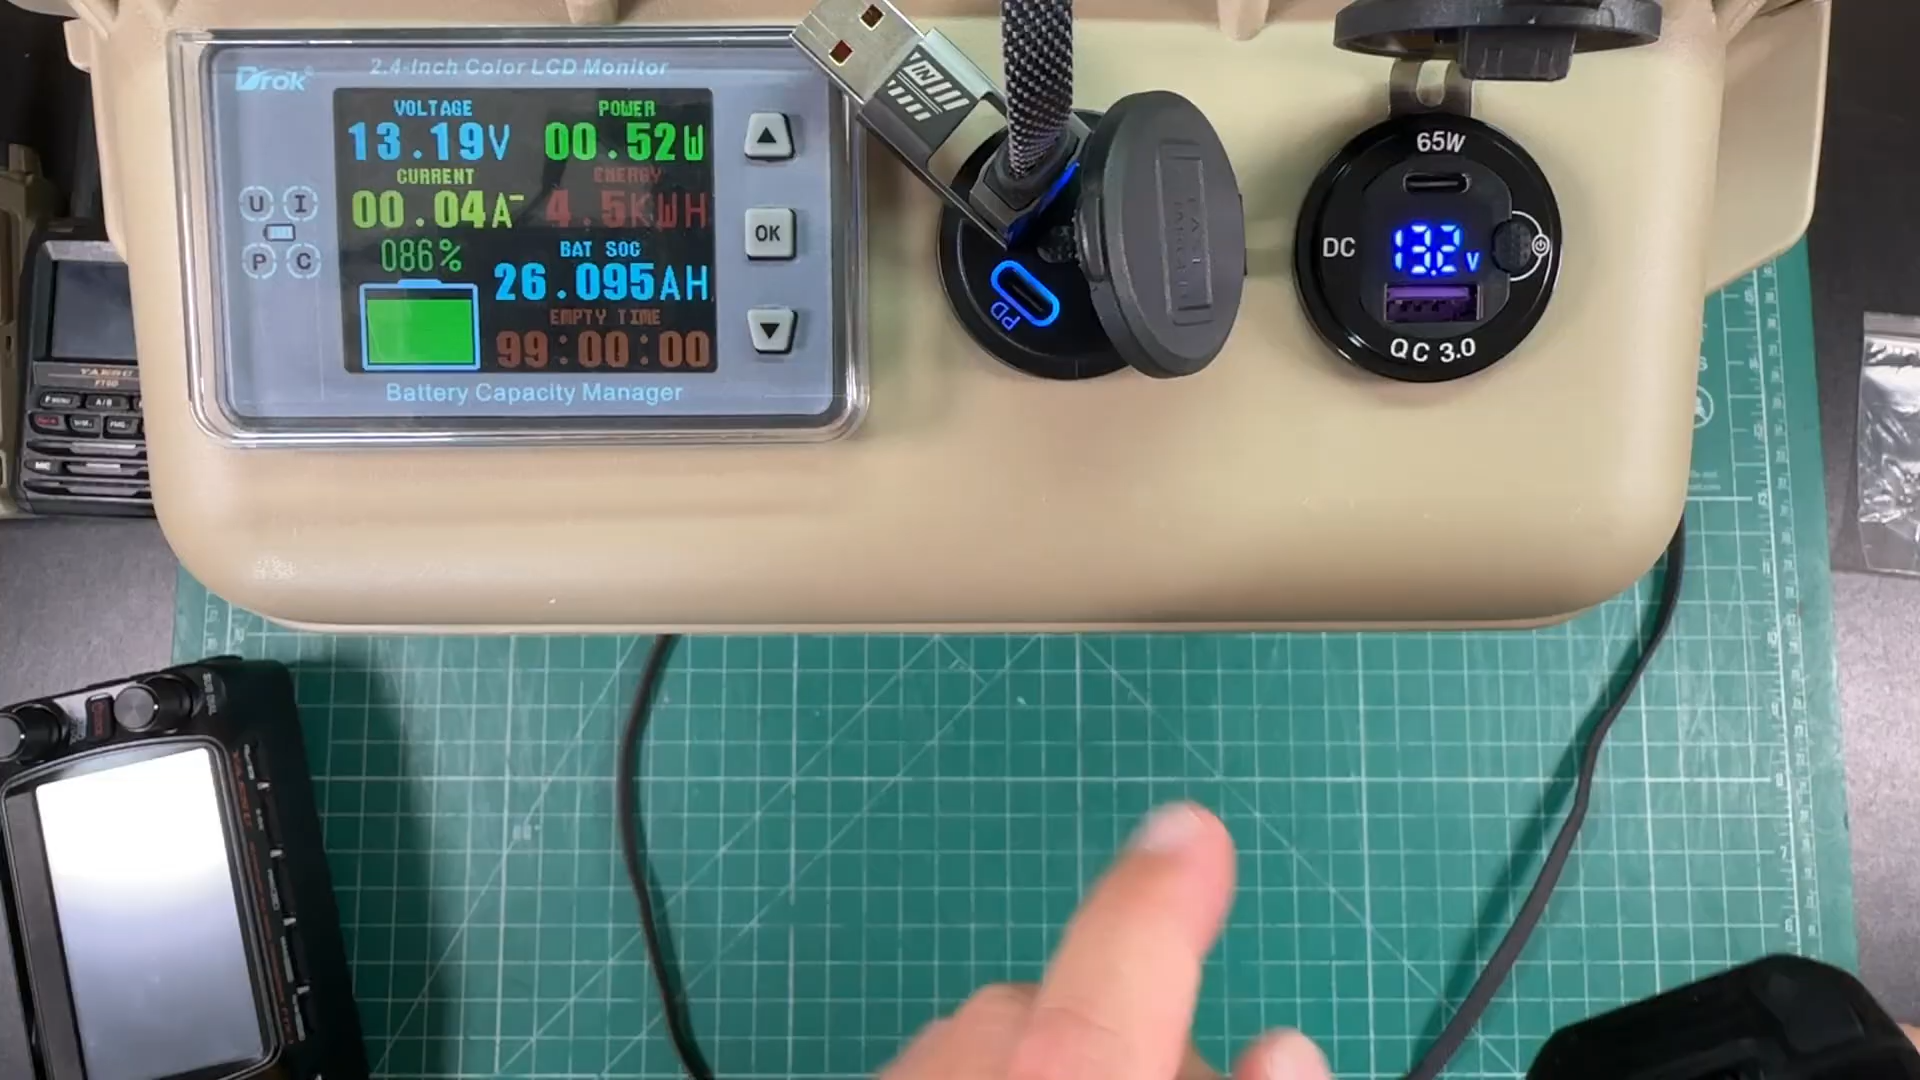 Drok
2.4-Inch Color LCD Monitor
VOLTAGE
13.19V
POWER
00.52W
CURRENT
00.04A-
ENERGY
4.5KWH
086%
BAT SOC
26.095AH
EMPTY TIME
99:00:00
U I
P C
OK
Battery Capacity Manager
IN
PD
65W
DC
13.2 V
QC 3.0
YAESU